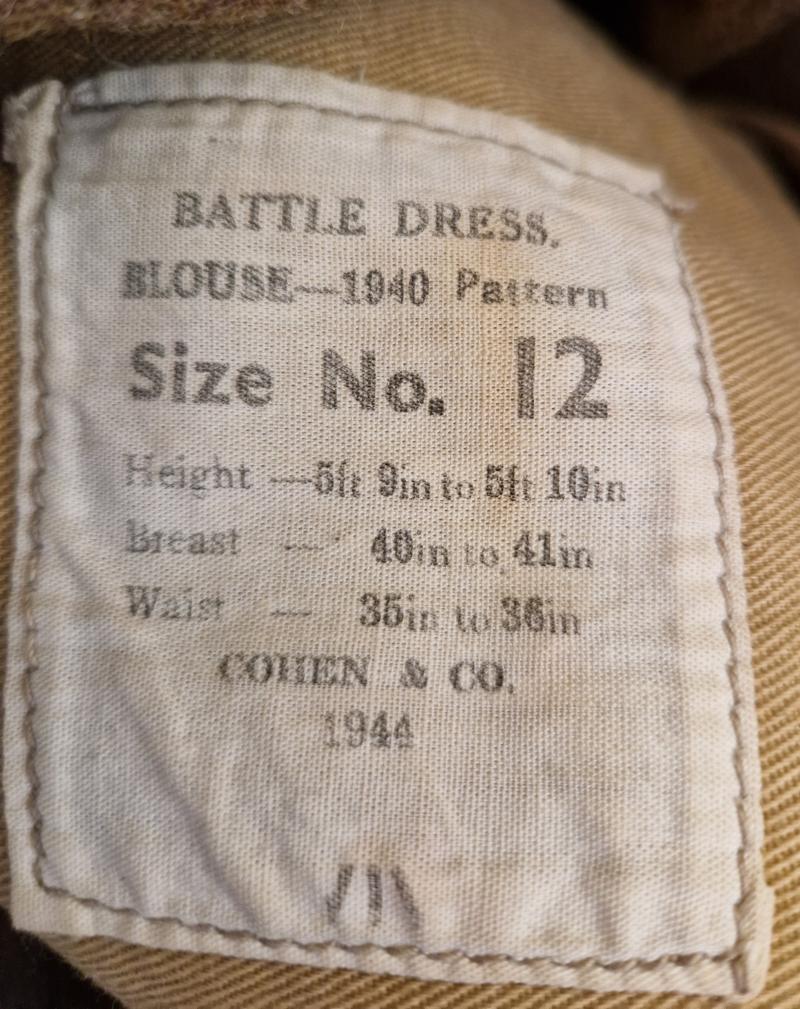 BATTLE DRESS.
BLOUSE—1940 Pattern
Size No. 12
Height —5ft 9in to 5ft 10in
Breast — 40in to 41in
Waist — 35in to 36in
COHEN & CO.
1944